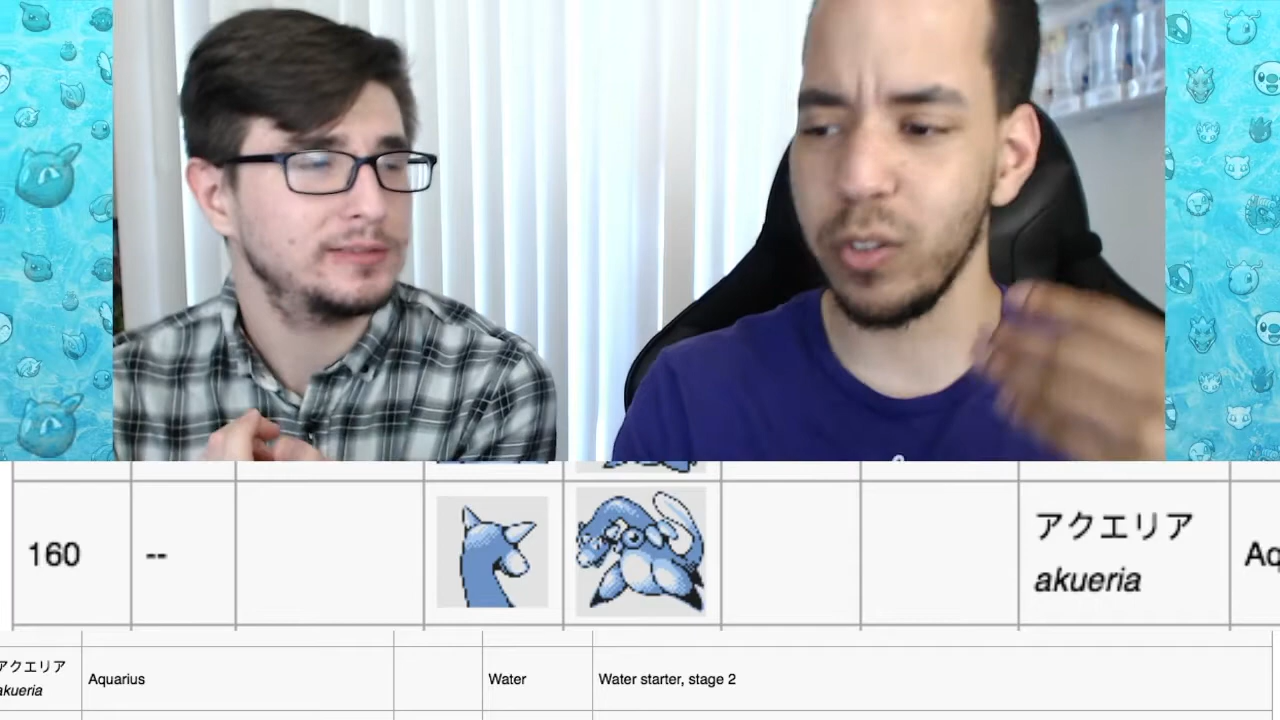 160
--
アクエリア
akueria
Aq
アクエリア
akueria
Aquarius
Water
Water starter, stage 2